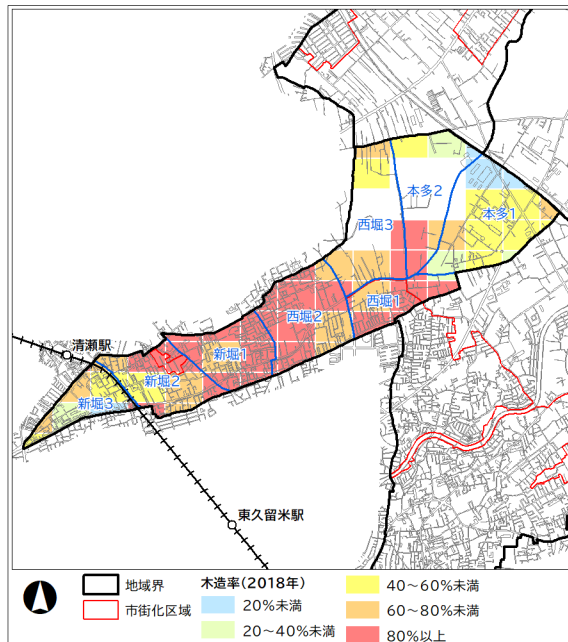 本多2
本多1
西堀3
西堀1
西堀2
新堀1
新堀2
新堀3
清瀬駅
東久留米駅
地域界
市街化区域
木造率(2018年)
20%未満
20~40%未満
40~60%未満
60~80%未満
80%以上